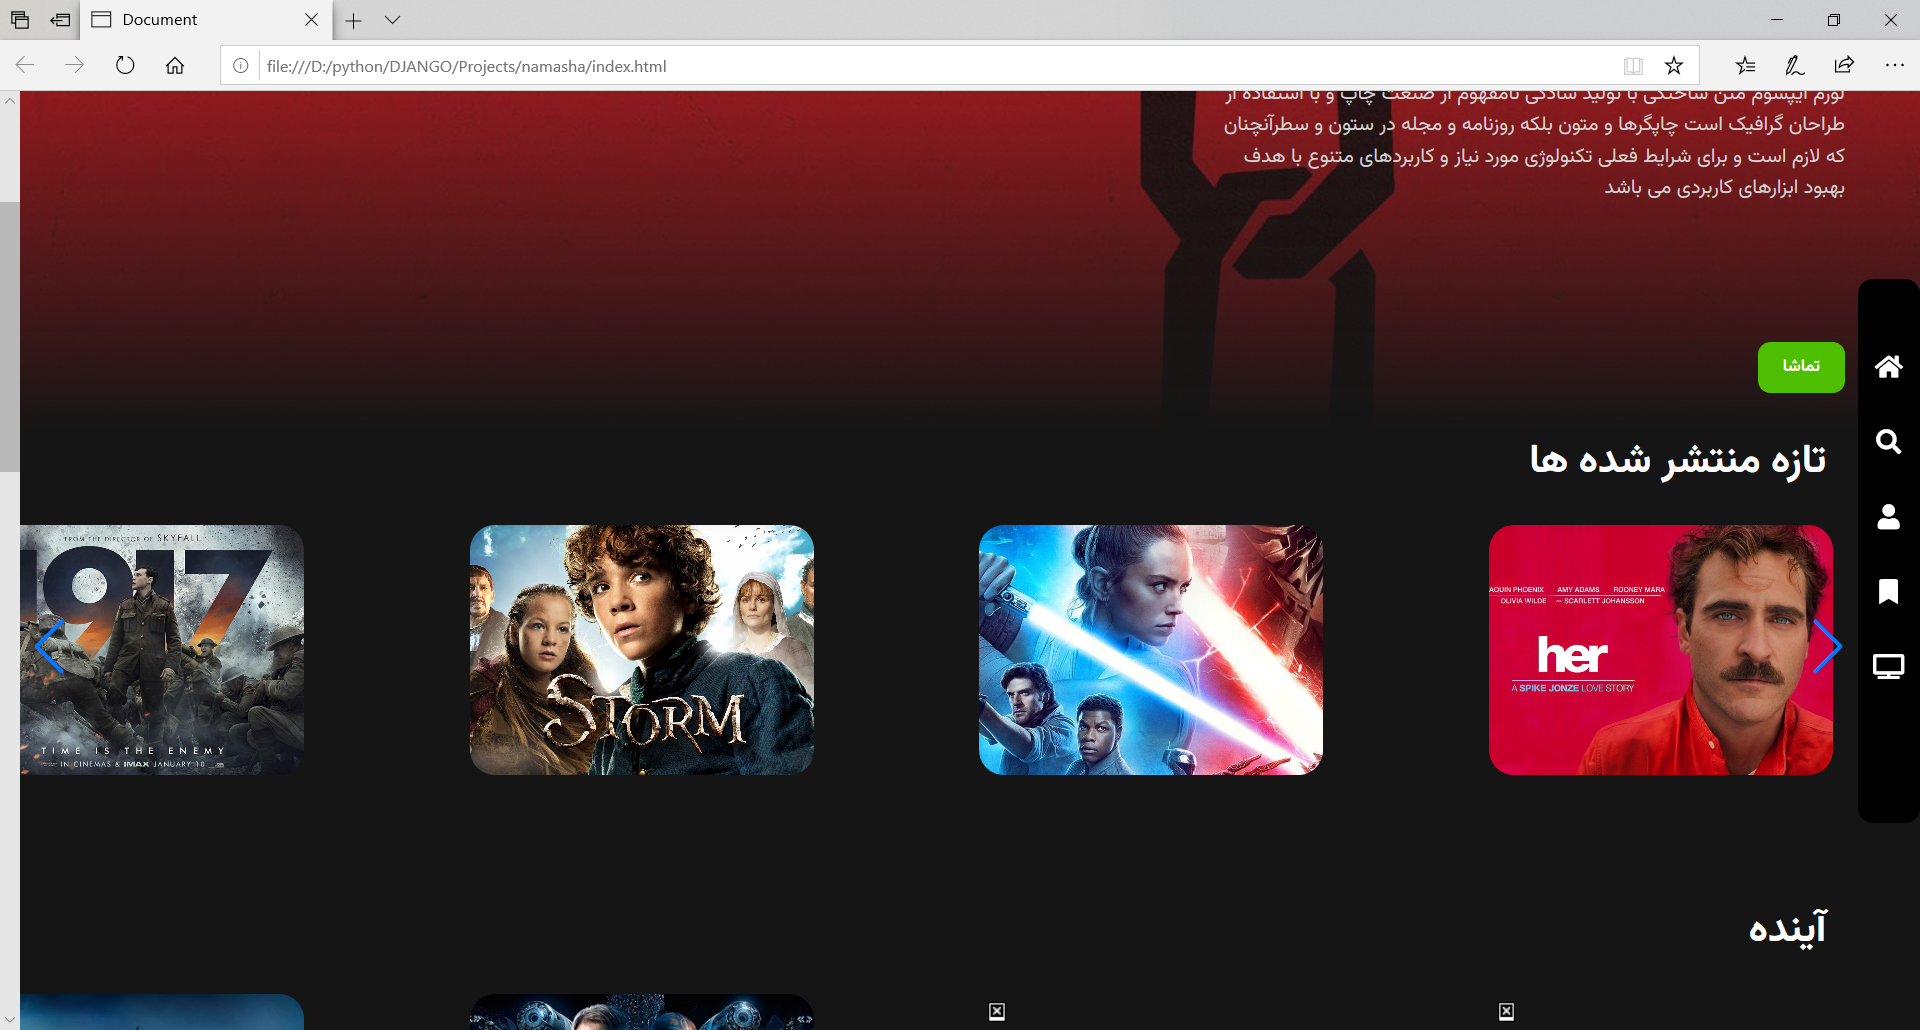 Document
file:///D:/python/DJANGO/Projects/namasha/index.html
لورم ایپسوم متن ساختگی با تولید سادگی نامفهوم از صنعت چاپ و با استفاده از
طراحان گرافیک است چاپگرها و متون بلکه روزنامه و مجله در ستون و سطرآنچنان
که لازم است و برای شرایط فعلی تکنولوژی مورد نیاز و کاربردهای متنوع با هدف
بهبود ابزارهای کاربردی می باشد
تماشا
تازه منتشر شده ها
AQUIN PHOENIX AMY ADAMS ROONEY MARA
OLIVIA WILDE SCARLETT JOHANSSON
her
A SPIKE JONZE LOVE STORY
STORM
FROM THE DIRECTOR OF SKYFALL
1917
TIME IS THE ENEMY
IN CINEMAS & IMAX JANUARY 10
آینده